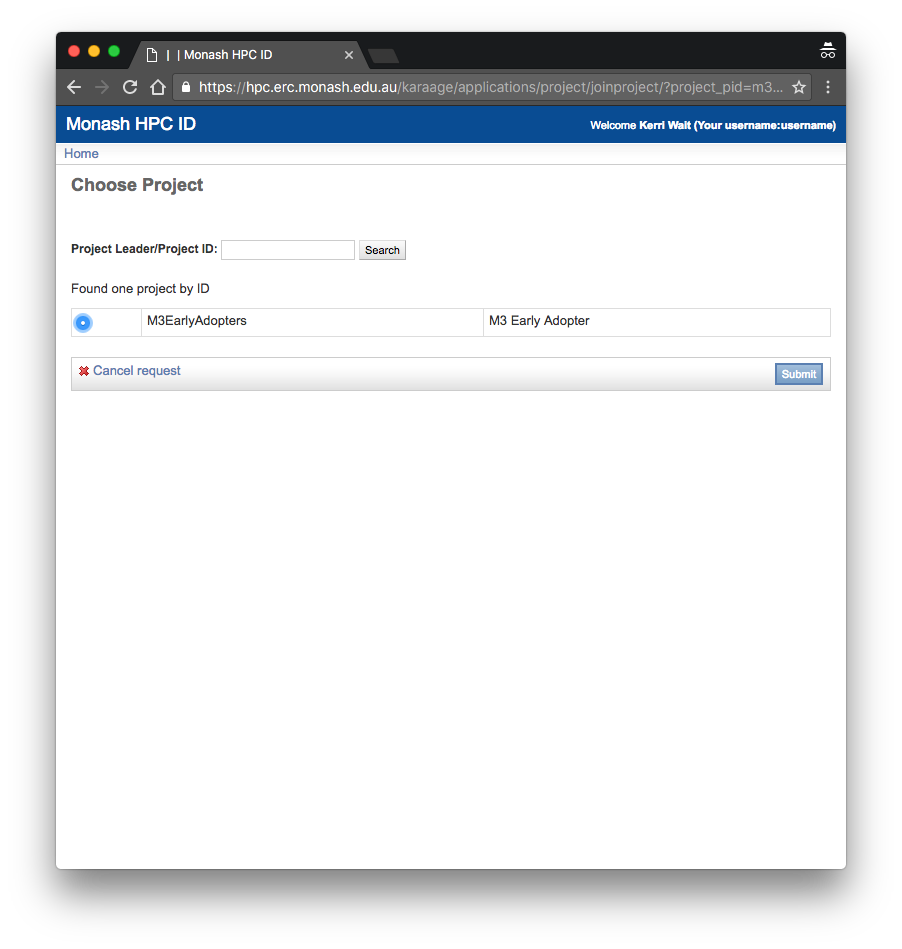 | | Monash HPC ID
https://hpc.erc.monash.edu.au/karaage/applications/project/joinproject/?project_pid=m3...
Monash HPC ID
Welcome Kerri Wait (Your username:username)
Home
Choose Project
Project Leader/Project ID: Search
Found one project by ID
M3EarlyAdopters M3 Early Adopter
Cancel request Submit